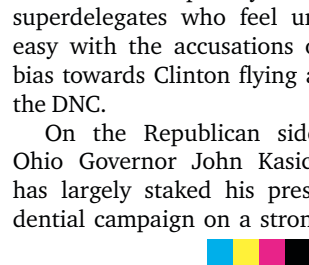 superdelegates who feel un
easy with the accusations o
bias towards Clinton flying a
the DNC.
On the Republican side
Ohio Governor John Kasic
has largely staked his pres
dential campaign on a stron